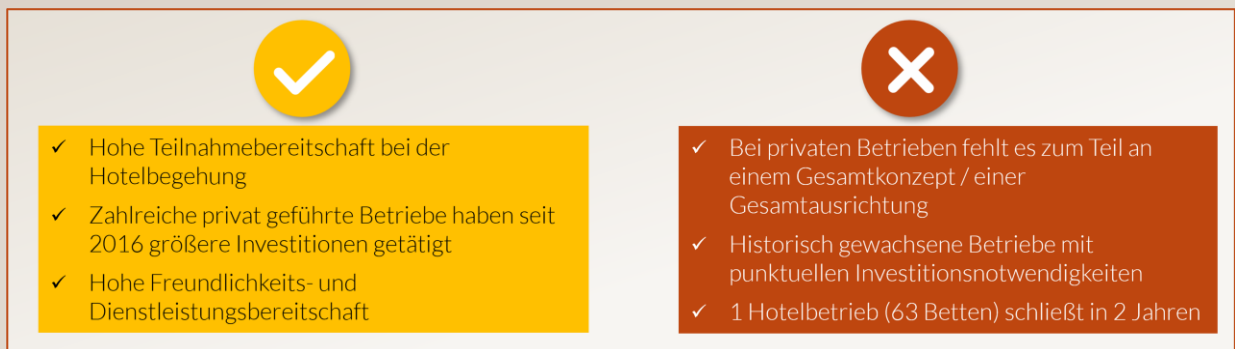 Hohe Teilnahmebereitschaft bei der
Hotelbegehung
Zahlreiche privat geführte Betriebe haben seit
2016 größere Investitionen getätigt
Hohe Freundlichkeits- und
Dienstleistungsbereitschaft
Bei privaten Betrieben fehlt es zum Teil an
einem Gesamtkonzept / einer
Gesamtausrichtung
Historisch gewachsene Betriebe mit
punktuellen Investitionsnotwendigkeiten
1 Hotelbetrieb (63 Betten) schließt in 2 Jahren